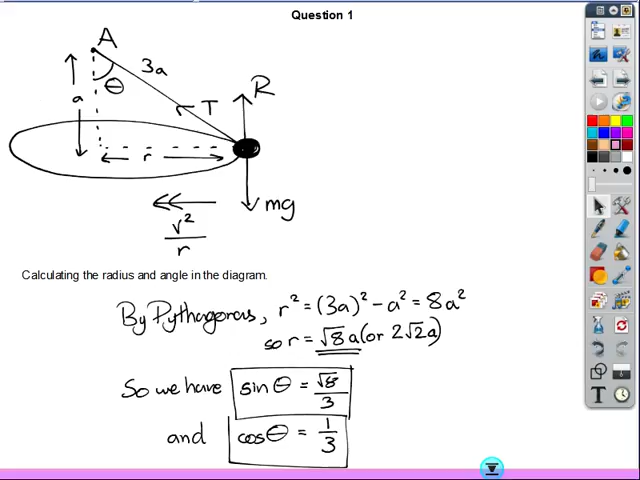 Question 1
A
3a
θ
a
T
R
r
mg
v²
r
Calculating the radius and angle in the diagram.
By Pythagoras, r² = (3a)² - a² = 8a²
so r = √8 a (or 2√2 a)
So we have sin θ = √8/3
and cos θ = 1/3
T